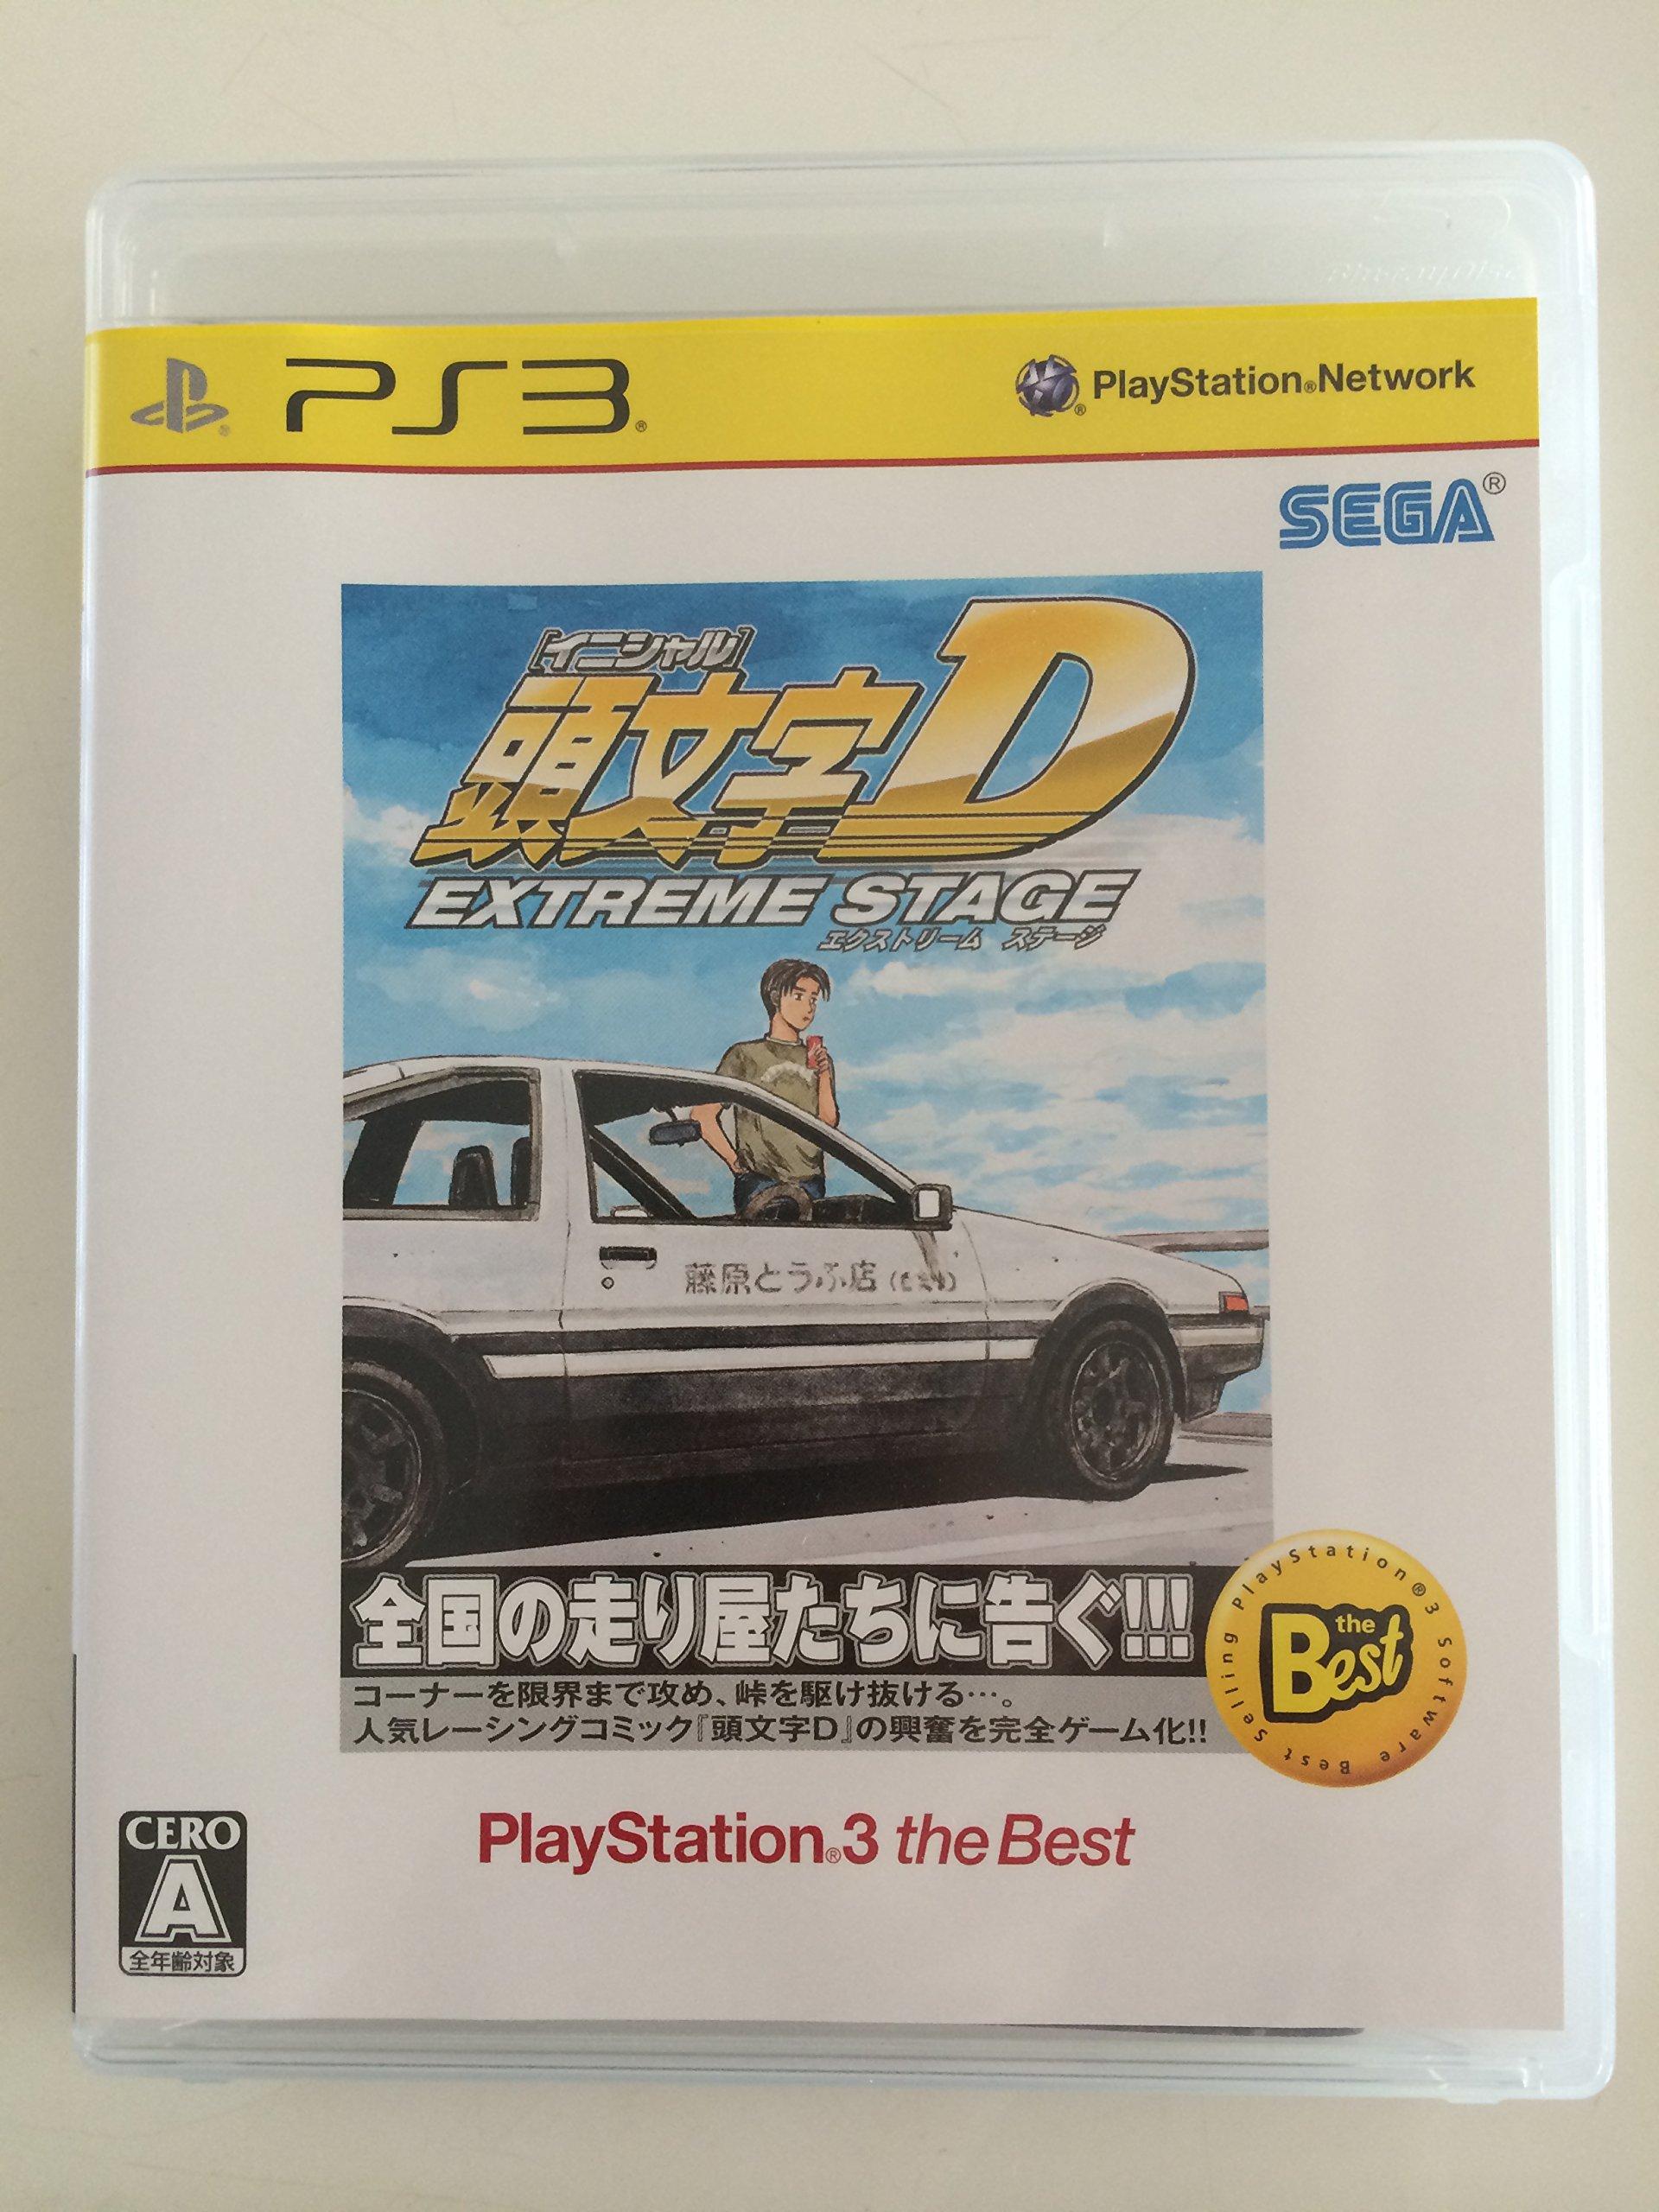 PS3®
PlayStation®Network
SEGA®
[イニシャル]
頭文字D
EXTREME STAGE
エクストリーム ステージ
藤原とうふ店
全国の走り屋たちに告ぐ!!!
コーナーを限界まで攻め、峠を駆け抜ける…。
人気レーシングコミック『頭文字D』の興奮を完全ゲーム化!!
PlayStation®3 Software Best Selling
the
Best
PlayStation®3 the Best
CERO
A
全年齢対象